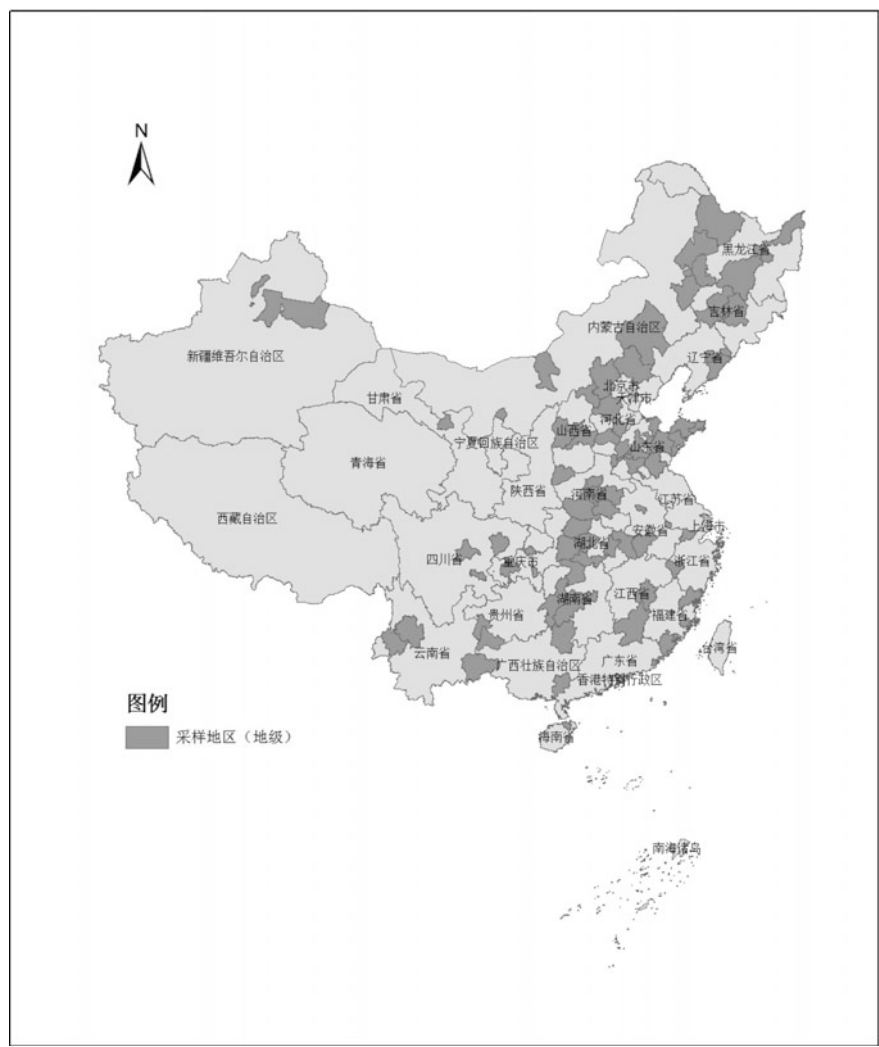 N
黑龙江省
吉林省
内蒙古自治区
辽宁省
新疆维吾尔自治区
北京市
天津市
甘肃省
河北省
山西省
宁夏回族自治区
山东省
青海省
陕西省
河南省
江苏省
西藏自治区
安徽省
上海市
湖北省
四川省
重庆市
浙江省
江西省
湖南省
贵州省
福建省
云南省
台湾省
广西壮族自治区
广东省
香港特别行政区
海南省
图例
采样地区（地级）
南海诸岛